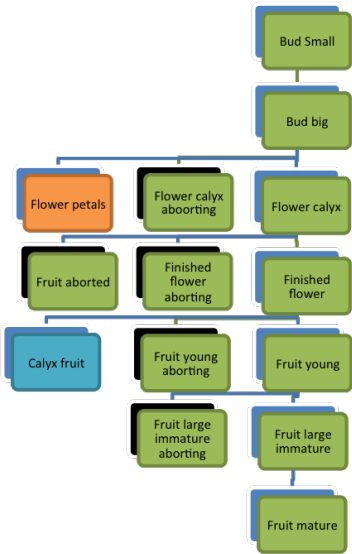 Bud Small
Bud big
Flower petals
Flower calyx
aboorting
Flower calyx
Fruit aborted
Finished
flower
aborting
Finished
flower
Calyx fruit
Fruit young
aborting
Fruit young
Fruit large
immature
aborting
Fruit large
immature
Fruit mature